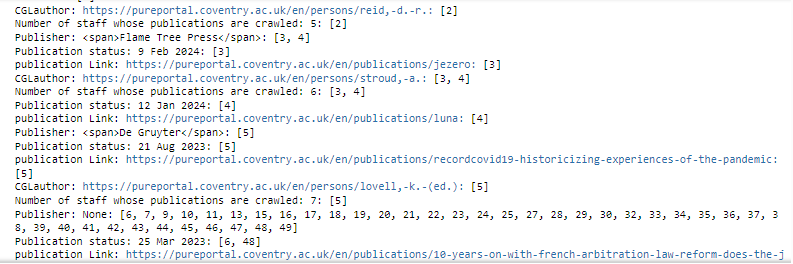 CGLauthor: https://pureportal.coventry.ac.uk/en/persons/reid,-d.-r.: [2]
Number of staff whose publications are crawled: 5: [2]
Publisher: <span>Flame Tree Press</span>: [3, 4]
Publication status: 9 Feb 2024: [3]
publication Link: https://pureportal.coventry.ac.uk/en/publications/jezero: [3]
CGLauthor: https://pureportal.coventry.ac.uk/en/persons/stroud,-a.: [3, 4]
Number of staff whose publications are crawled: 6: [3, 4]
Publication status: 12 Jan 2024: [4]
publication Link: https://pureportal.coventry.ac.uk/en/publications/luna: [4]
Publisher: <span>De Gruyter</span>: [5]
Publication status: 21 Aug 2023: [5]
publication Link: https://pureportal.coventry.ac.uk/en/publications/recordcovid19-historicizing-experiences-of-the-pandemic:
[5]
CGLauthor: https://pureportal.coventry.ac.uk/en/persons/lovell,-k.-(ed.): [5]
Number of staff whose publications are crawled: 7: [5]
Publisher: None: [6, 7, 9, 10, 11, 13, 15, 16, 17, 18, 19, 20, 21, 22, 23, 24, 25, 27, 28, 29, 30, 32, 33, 34, 35, 36, 37, 3
8, 39, 40, 41, 42, 43, 44, 45, 46, 47, 48, 49]
Publication status: 25 Mar 2023: [6, 48]
publication Link: https://pureportal.coventry.ac.uk/en/publications/10-years-on-with-french-arbitration-law-reform-does-the-j